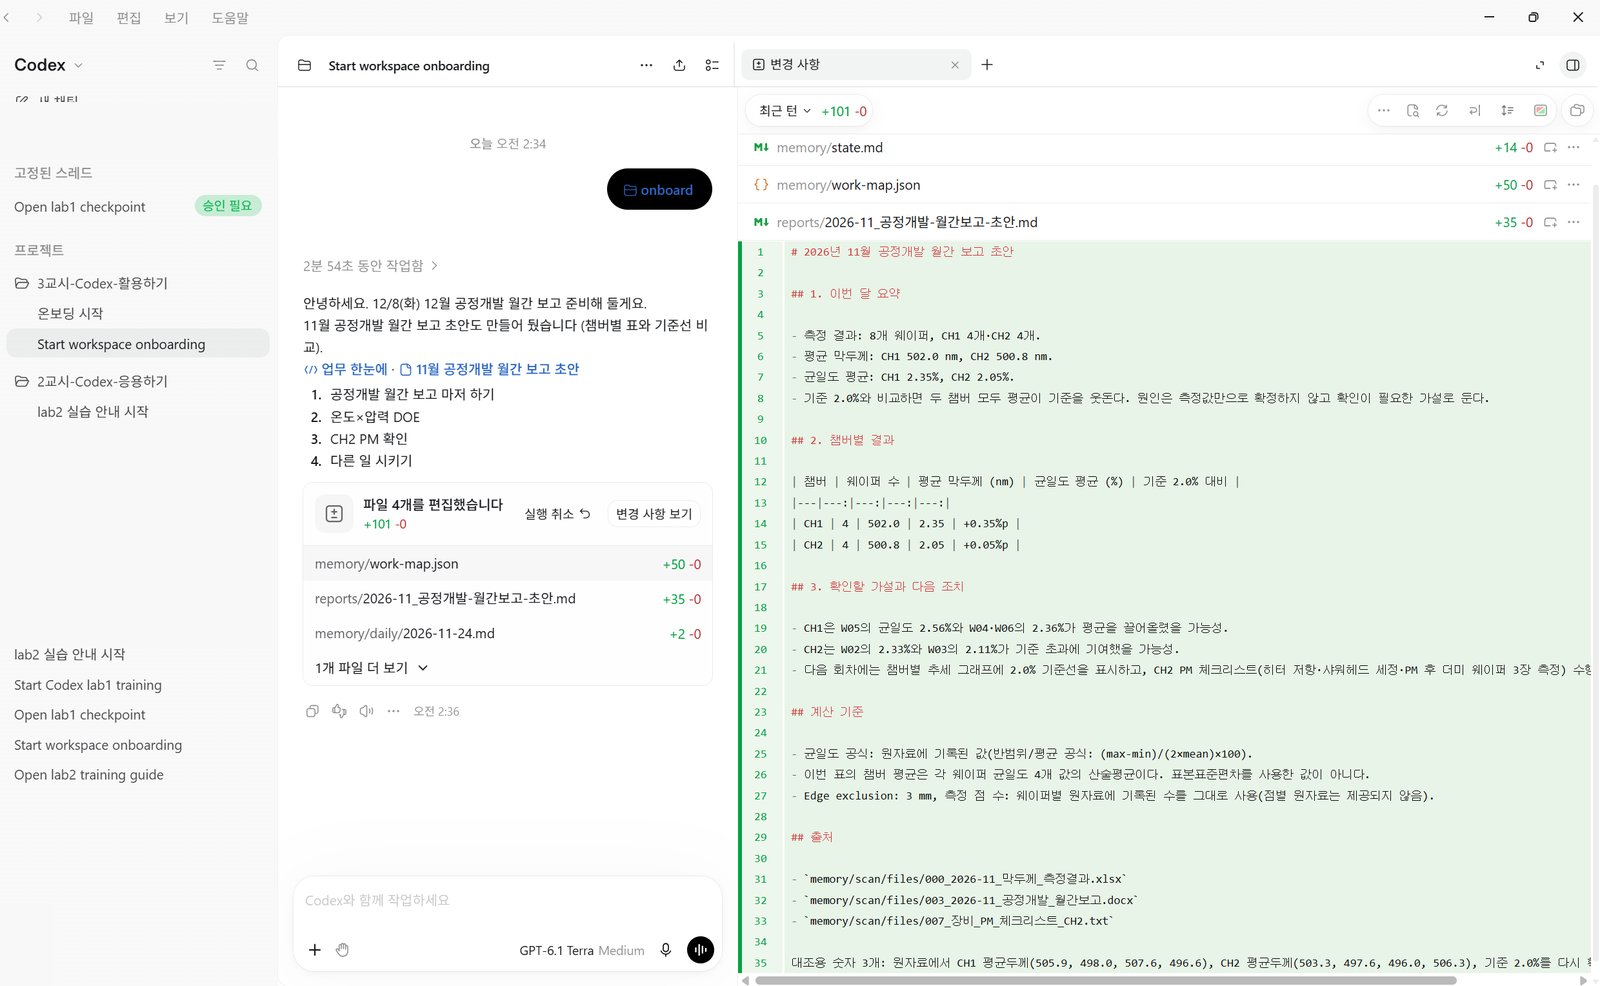 파일 편집 보기 도움말
Codex
새 채팅
고정된 스레드
Open lab1 checkpoint 승인 필요
프로젝트
3교시-Codex-활용하기
온보딩 시작
Start workspace onboarding
2교시-Codex-응용하기
lab2 실습 안내 시작
lab2 실습 안내 시작
Start Codex lab1 training
Open lab1 checkpoint
Start workspace onboarding
Open lab2 training guide
Start workspace onboarding
오늘 오전 2:34
onboard
2분 54초 동안 작업함
안녕하세요. 12/8(화) 12월 공정개발 월간 보고 준비해 둘게요.
11월 공정개발 월간 보고 초안도 만들어 뒀습니다 (챔버별 표와 기준선 비
교).
업무 한눈에 · 11월 공정개발 월간 보고 초안
1. 공정개발 월간 보고 마저 하기
2. 온도×압력 DOE
3. CH2 PM 확인
4. 다른 일 시키기
파일 4개를 편집했습니다
+101 -0
실행 취소 변경 사항 보기
memory/work-map.json +50 -0
reports/2026-11_공정개발-월간보고-초안.md +35 -0
memory/daily/2026-11-24.md +2 -0
1개 파일 더 보기
오전 2:36
Codex와 함께 작업하세요
GPT-6.1 Terra Medium
변경 사항
최근 턴 +101 -0
memory/state.md +14 -0
{} memory/work-map.json +50 -0
reports/2026-11_공정개발-월간보고-초안.md +35 -0
1 # 2026년 11월 공정개발 월간 보고 초안
2
3 ## 1. 이번 달 요약
4
5 - 측정 결과: 8개 웨이퍼, CH1 4개·CH2 4개.
6 - 평균 막두께: CH1 502.0 nm, CH2 500.8 nm.
7 - 균일도 평균: CH1 2.35%, CH2 2.05%.
8 - 기준 2.0%와 비교하면 두 챔버 모두 평균이 기준을 웃돈다. 원인은 측정값만으로 확정하지 않고 확인이 필요한 가설로 둔다.
9
10 ## 2. 챔버별 결과
11
12 | 챔버 | 웨이퍼 수 | 평균 막두께 (nm) | 균일도 평균 (%) | 기준 2.0% 대비 |
13 |---|---:|---:|---:|---:|
14 | CH1 | 4 | 502.0 | 2.35 | +0.35%p |
15 | CH2 | 4 | 500.8 | 2.05 | +0.05%p |
16
17 ## 3. 확인할 가설과 다음 조치
18
19 - CH1은 W05의 균일도 2.56%와 W04·W06의 2.36%가 평균을 끌어올렸을 가능성.
20 - CH2는 W02의 2.33%와 W03의 2.11%가 기준 초과에 기여했을 가능성.
21 - 다음 회차에는 챔버별 추세 그래프에 2.0% 기준선을 표시하고, CH2 PM 체크리스트(히터 저항·샤워헤드 세정·PM 후 더미 웨이퍼 3장 측정)
22
23 ## 계산 기준
24
25 - 균일도 공식: 원자료에 기록된 값(반범위/평균 공식: (max-min)/(2×mean)×100).
26 - 이번 표의 챔버 평균은 각 웨이퍼 균일도 4개 값의 산술평균이다. 표본표준편차를 사용한 값이 아니다.
27 - Edge exclusion: 3 mm, 측정 점 수: 웨이퍼별 원자료에 기록된 수를 그대로 사용(점별 원자료는 제공되지 않음).
28
29 ## 출처
30
31 - `memory/scan/files/000_2026-11_막두께_측정결과.xlsx`
32 - `memory/scan/files/003_2026-11_공정개발_월간보고.docx`
33 - `memory/scan/files/007_장비_PM_체크리스트_CH2.txt`
34
35 대조용 숫자 3개: 원자료에서 CH1 평균두께(505.9, 498.0, 507.6, 496.6), CH2 평균두께(503.3, 497.6, 496.0, 506.3), 기준 2.0%를 다시